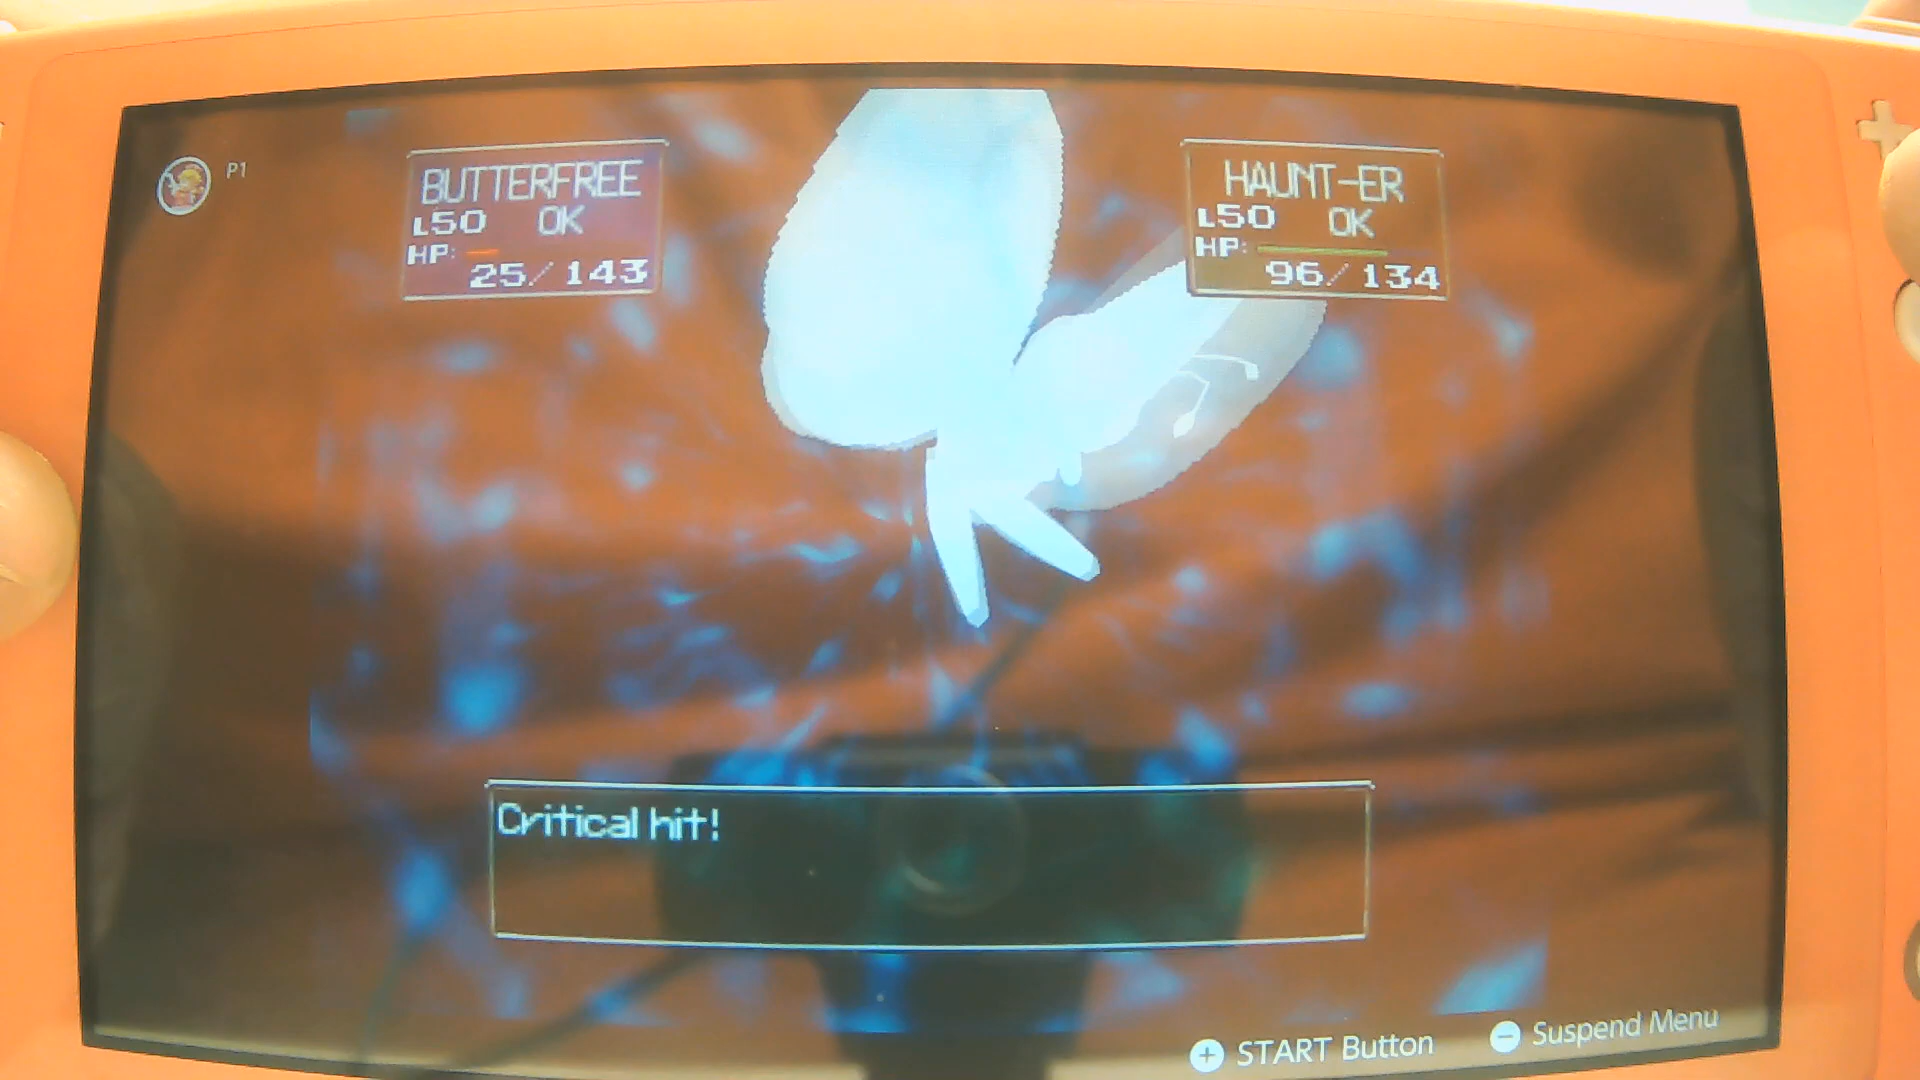 P1
BUTTERFREE
L50 OK
HP:
25/143
HAUNT-ER
L50 OK
HP:
96/134
Critical hit!
START Button
Suspend Menu